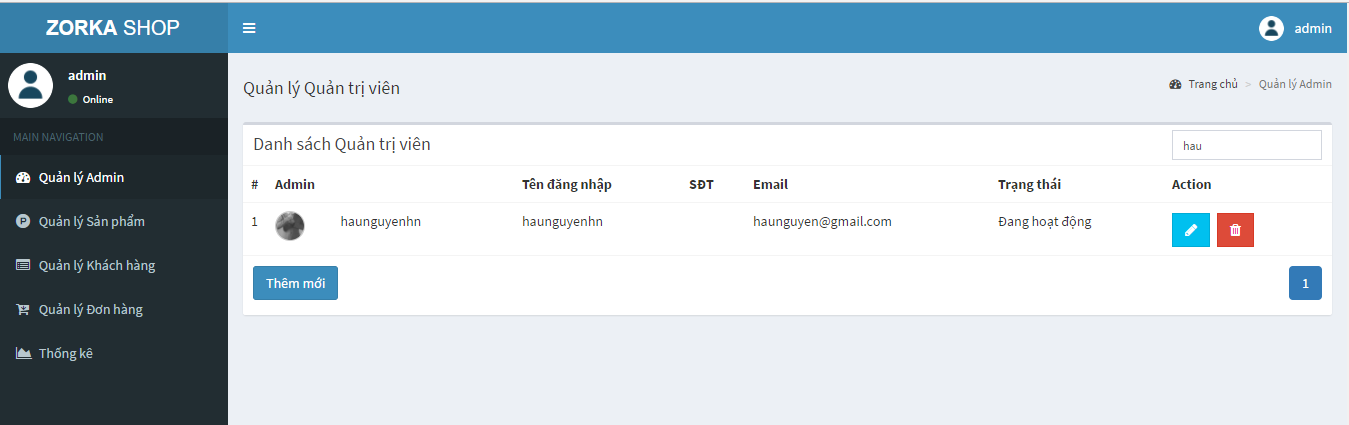 ZORKA SHOP
admin
admin
Online
MAIN NAVIGATION
Quản lý Admin
Quản lý Sản phẩm
Quản lý Khách hàng
Quản lý Đơn hàng
Thống kê
Quản lý Quản trị viên
Trang chủ > Quản lý Admin
Danh sách Quản trị viên
hau
# Admin Tên đăng nhập SĐT Email Trạng thái Action
1 haunguyenhn haunguyenhn haunguyen@gmail.com Đang hoạt động
Thêm mới
1